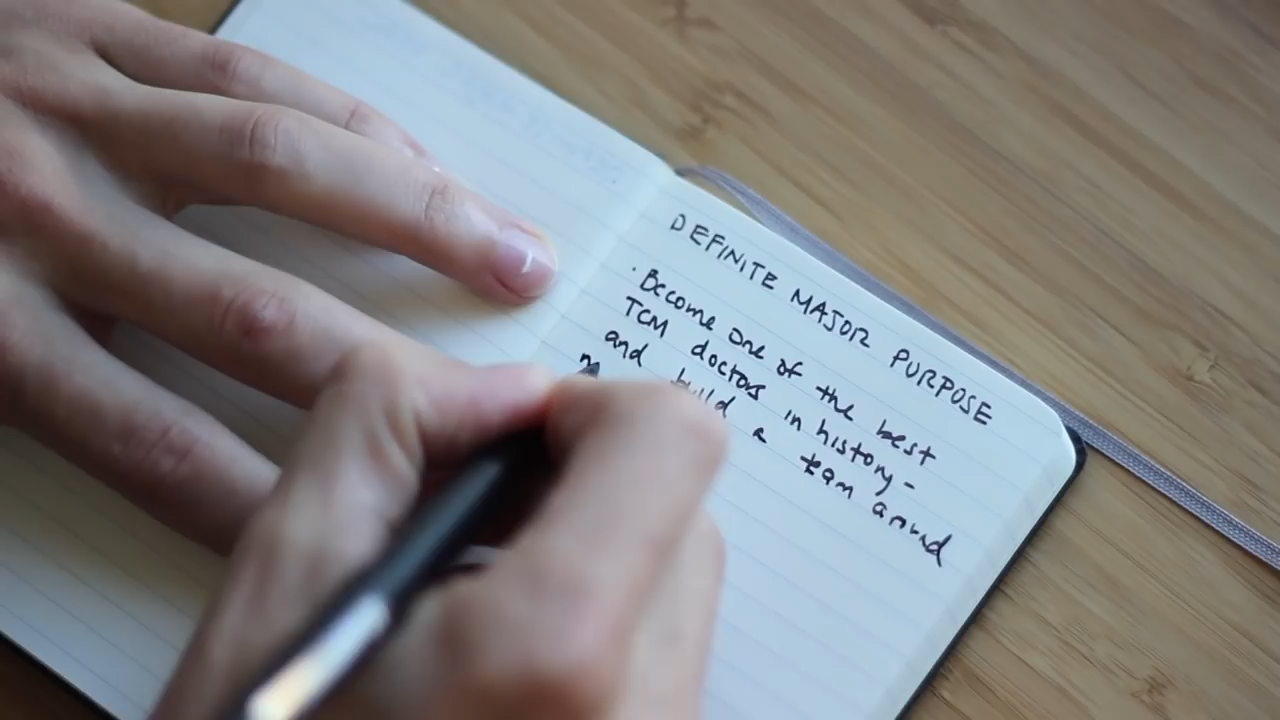 DEFINITE MAJOR PURPOSE
· Become one of the best
TCM doctors in history -
and build a team around
m